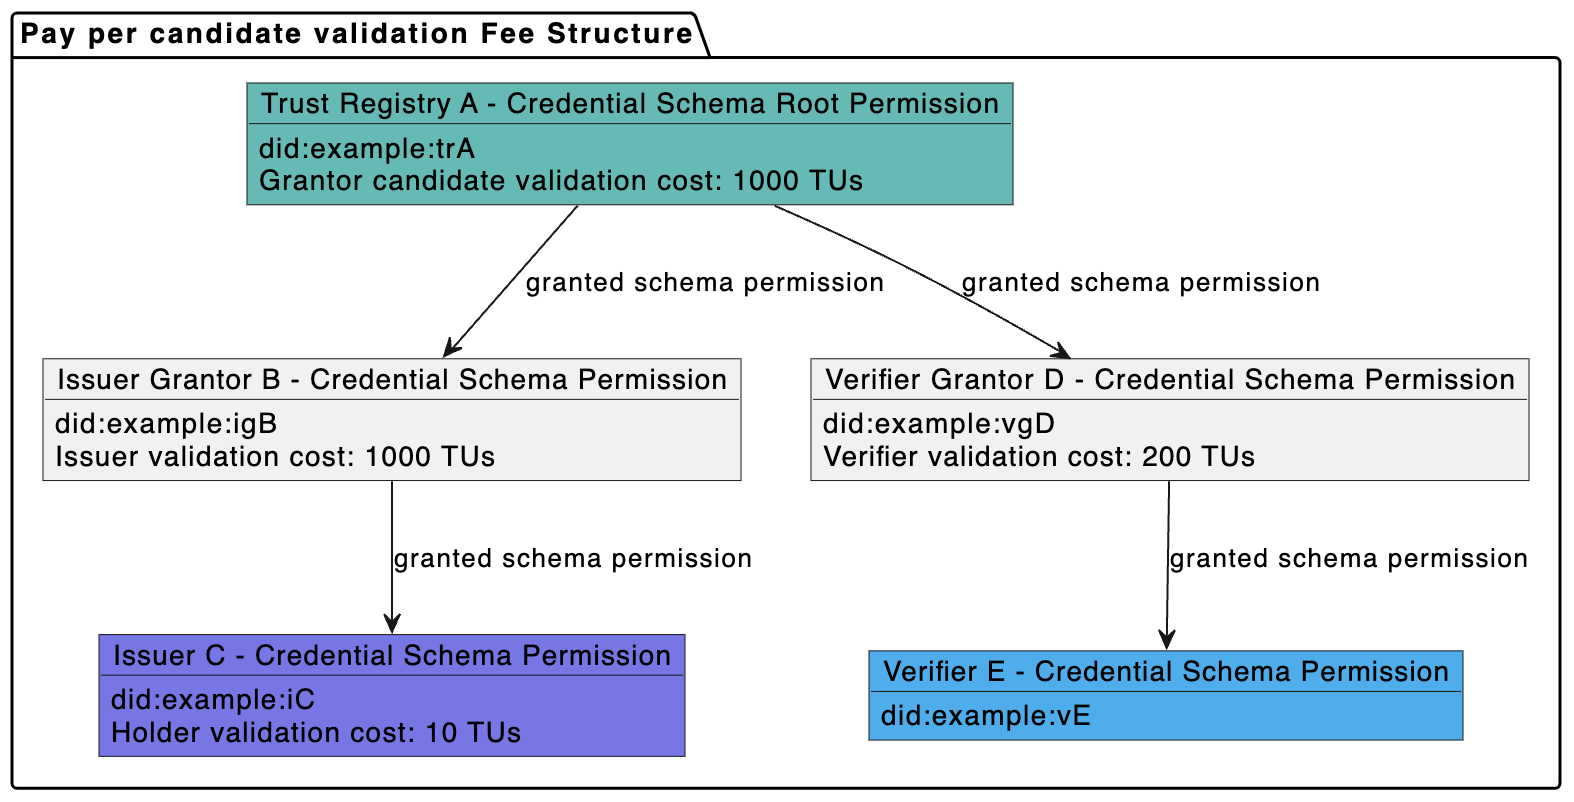 Pay per candidate validation Fee Structure
Trust Registry A - Credential Schema Root Permission
did:example:trA
Grantor candidate validation cost: 1000 TUs
granted schema permission
granted schema permission
Issuer Grantor B - Credential Schema Permission
did:example:igB
Issuer validation cost: 1000 TUs
Verifier Grantor D - Credential Schema Permission
did:example:vgD
Verifier validation cost: 200 TUs
granted schema permission
granted schema permission
Issuer C - Credential Schema Permission
did:example:iC
Holder validation cost: 10 TUs
Verifier E - Credential Schema Permission
did:example:vE